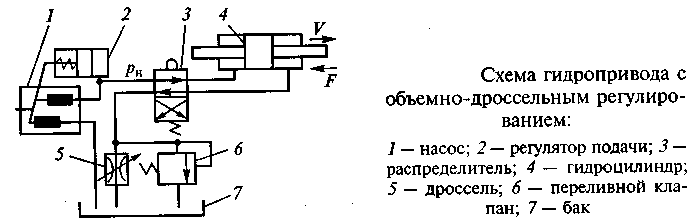 1
2
3
4
V
pн
F
5
6
7
Схема гидропривода с
объемно-дроссельным регулиро-
ванием:
1 — насос; 2 — регулятор подачи; 3 —
распределитель; 4 — гидроцилиндр;
5 — дроссель; 6 — переливной кла-
пан; 7 — бак